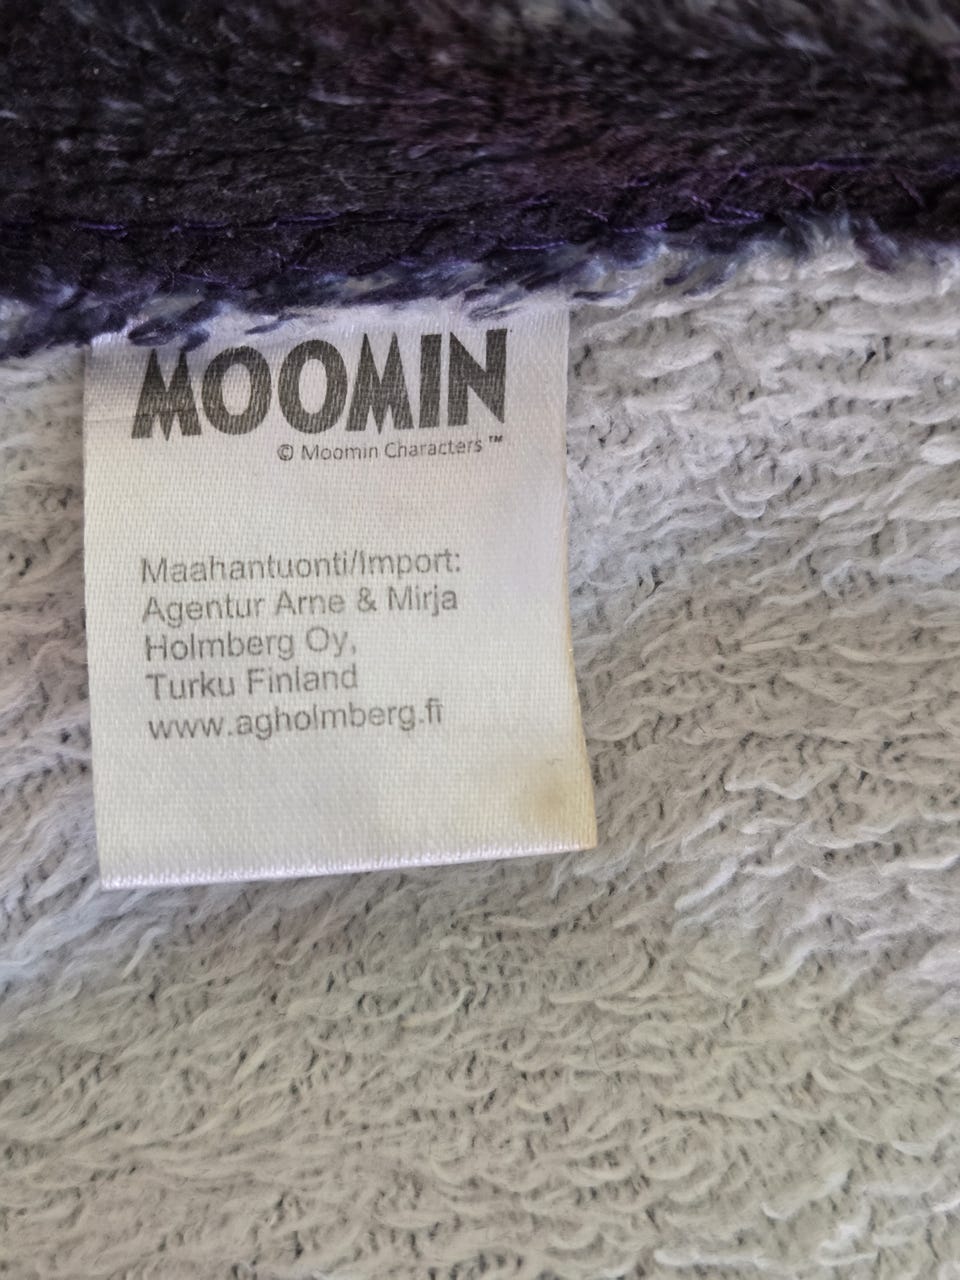 MOOMIN
© Moomin Characters ™
Maahantuonti/Import:
Agentur Arne & Mirja
Holmberg Oy,
Turku Finland
www.agholmberg.fi